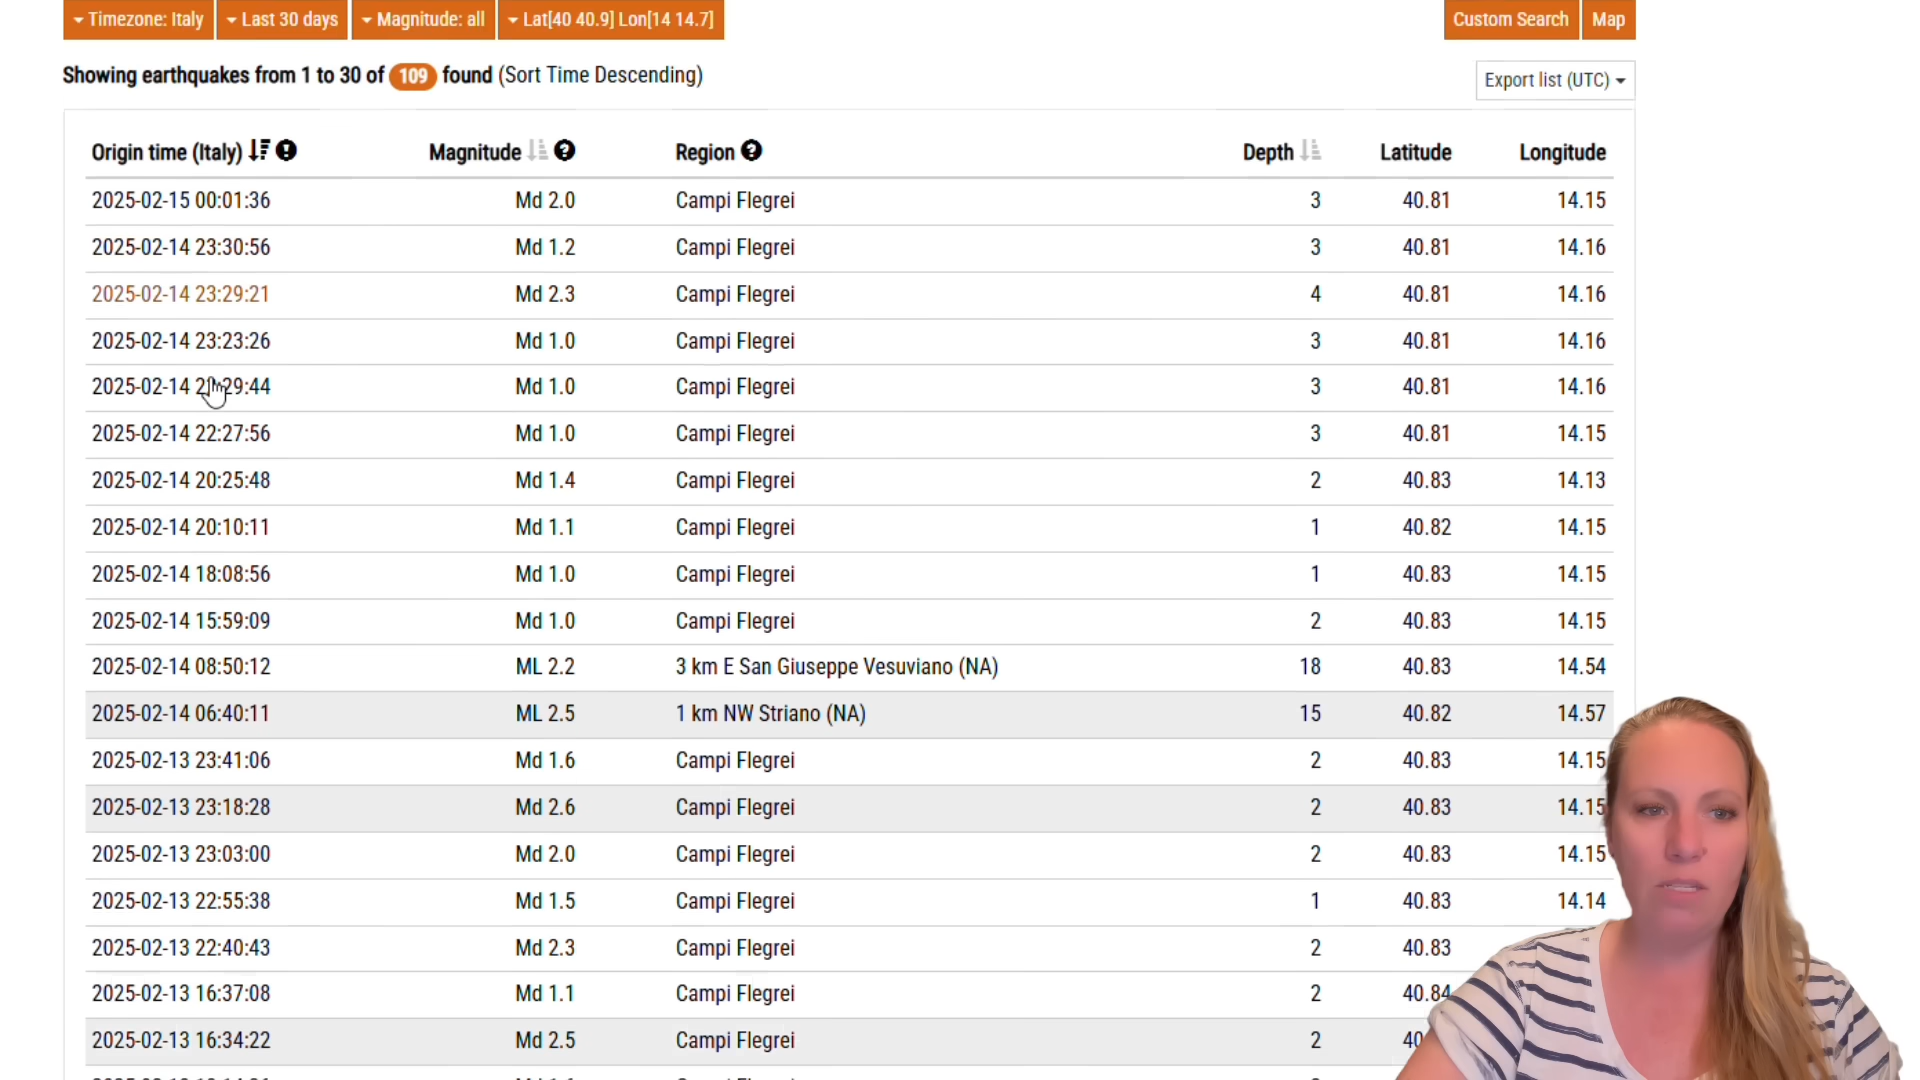 Timezone: Italy Last 30 days Magnitude: all Lat[40 40.9] Lon[14 14.7] Custom Search Map
Showing earthquakes from 1 to 30 of 109 found (Sort Time Descending) Export list (UTC)
Origin time (Italy) Magnitude Region Depth Latitude Longitude
2025-02-15 00:01:36 Md 2.0 Campi Flegrei 3 40.81 14.15
2025-02-14 23:30:56 Md 1.2 Campi Flegrei 3 40.81 14.16
2025-02-14 23:29:21 Md 2.3 Campi Flegrei 4 40.81 14.16
2025-02-14 23:23:26 Md 1.0 Campi Flegrei 3 40.81 14.16
2025-02-14 Md 1.0 Campi Flegrei 3 40.81 14.16
2025-02-14 22:27:56 Md 1.0 Campi Flegrei 3 40.81 14.15
2025-02-14 20:25:48 Md 1.4 Campi Flegrei 2 40.83 14.13
2025-02-14 20:10:11 Md 1.1 Campi Flegrei 1 40.82 14.15
2025-02-14 18:08:56 Md 1.0 Campi Flegrei 1 40.83 14.15
2025-02-14 15:59:09 Md 1.0 Campi Flegrei 2 40.83 14.15
2025-02-14 08:50:12 ML 2.2 3 km E San Giuseppe Vesuviano (NA) 18 40.83 14.54
2025-02-14 06:40:11 ML 2.5 1 km NW Striano (NA) 15 40.82 14.57
2025-02-13 23:41:06 Md 1.6 Campi Flegrei 2 40.83 14.15
2025-02-13 23:18:28 Md 2.6 Campi Flegrei 2 40.83 14.15
2025-02-13 23:03:00 Md 2.0 Campi Flegrei 2 40.83 14.15
2025-02-13 22:55:38 Md 1.5 Campi Flegrei 1 40.83 14.14
2025-02-13 22:40:43 Md 2.3 Campi Flegrei 2 40.83
2025-02-13 16:37:08 Md 1.1 Campi Flegrei 2 40.84
2025-02-13 16:34:22 Md 2.5 Campi Flegrei 2